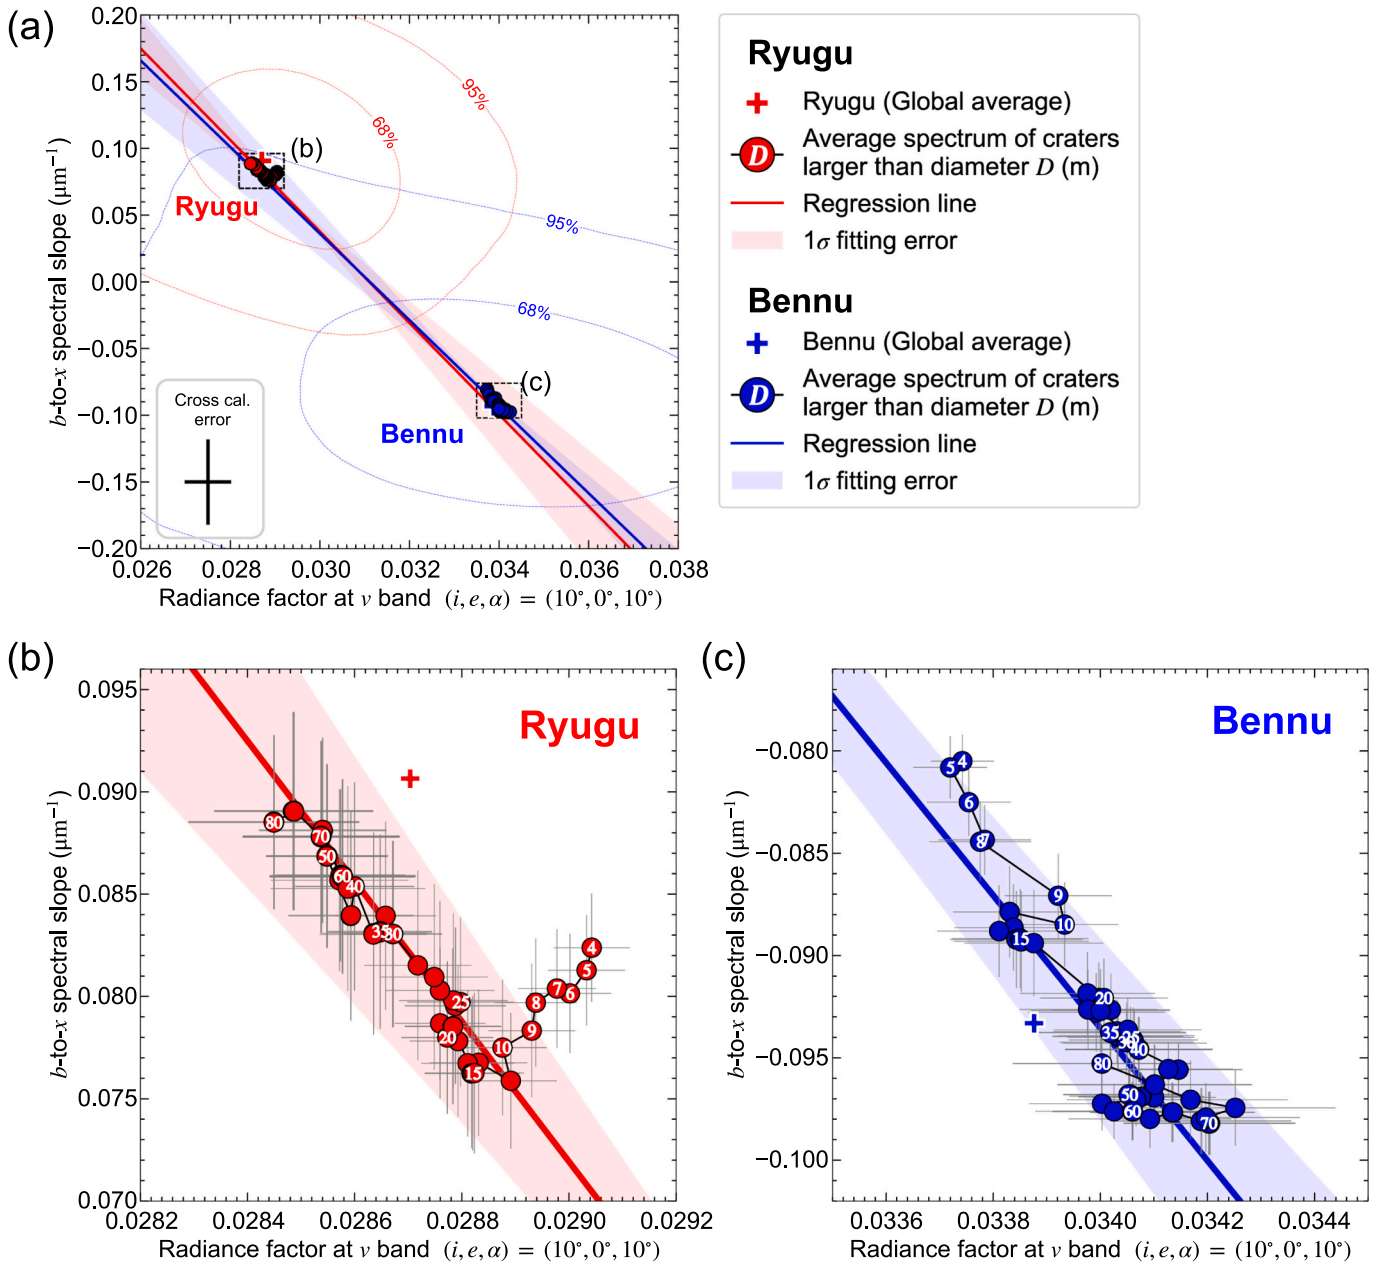 (a)
0.20
0.15
0.10
0.05
0.00
−0.05
−0.10
−0.15
−0.20
b-to-x spectral slope (μm⁻¹)
95%
68%
(b)
Ryugu
95%
68%
(c)
Bennu
Cross cal.
error
0.026 0.028 0.030 0.032 0.034 0.036 0.038
Radiance factor at v band (i, e, α) = (10°, 0°, 10°)
Ryugu
Ryugu (Global average)
D Average spectrum of craters
larger than diameter D (m)
Regression line
1σ fitting error
Bennu
Bennu (Global average)
D Average spectrum of craters
larger than diameter D (m)
Regression line
1σ fitting error
(b)
Ryugu
0.095
0.090
0.085
0.080
0.075
0.070
b-to-x spectral slope (μm⁻¹)
80
70
50
60
40
35
30
25
20
15
10
9
8
7
6
5
4
0.0282 0.0284 0.0286 0.0288 0.0290 0.0292
Radiance factor at v band (i, e, α) = (10°, 0°, 10°)
(c)
Bennu
−0.080
−0.085
−0.090
−0.095
−0.100
b-to-x spectral slope (μm⁻¹)
5
4
6
8
7
9
10
15
20
35
25
30
40
80
50
60
70
0.0336 0.0338 0.0340 0.0342 0.0344
Radiance factor at v band (i, e, α) = (10°, 0°, 10°)